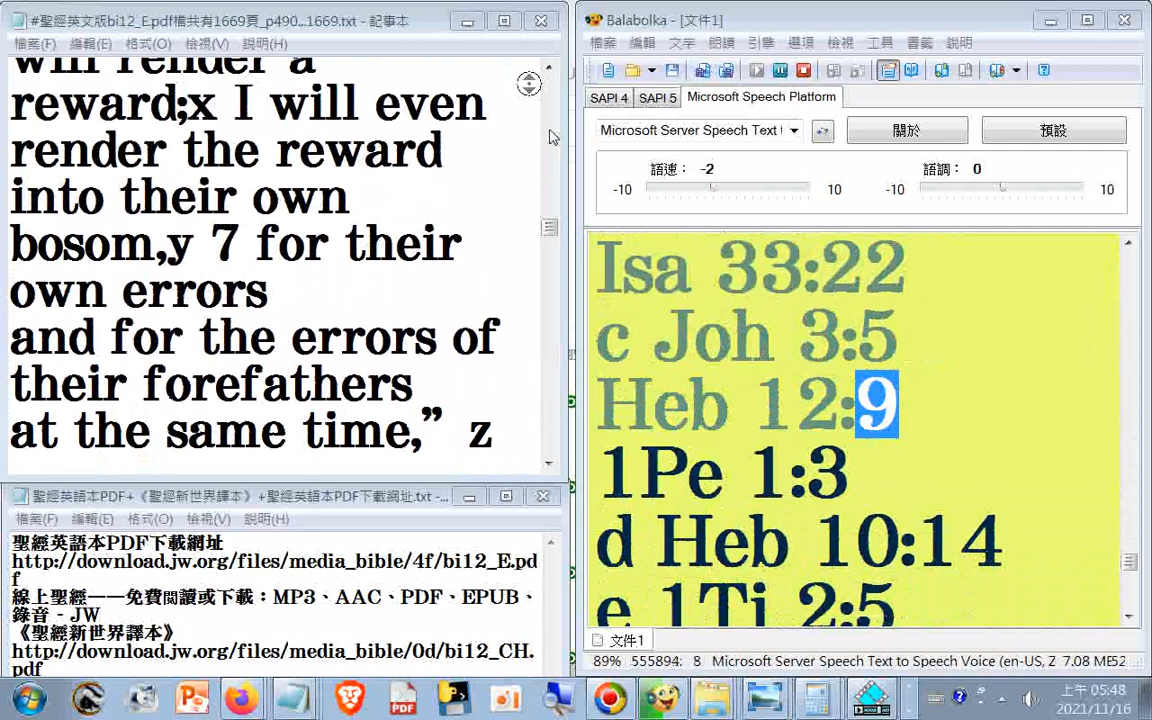 #聖經英文版bi12_E.pdf檔共有1669頁_p490...1669.txt - 記事本
檔案(F) 編輯(E) 格式(O) 檢視(V) 說明(H)
will render a
reward;x I will even
render the reward
into their own
bosom,y 7 for their
own errors
and for the errors of
their forefathers
at the same time,” z
聖經英語本PDF+《聖經新世界譯本》+聖經英語本PDF下載網址.txt -...
檔案(F) 編輯(E) 格式(O) 檢視(V) 說明(H)
聖經英語本PDF下載網址
http://download.jw.org/files/media_bible/4f/bi12_E.pd
f
線上聖經——免費閱讀或下載：MP3、AAC、PDF、EPUB、
錄音 - JW
《聖經新世界譯本》
http://download.jw.org/files/media_bible/0d/bi12_CH.
pdf
Balabolka - [文件1]
檔案 編輯 文字 朗讀 引擎 選項 檢視 工具 書籤 說明
SAPI 4 SAPI 5 Microsoft Speech Platform
Microsoft Server Speech Text 關於 預設
語速： -2 語調： 0
-10 10 -10 10
Isa 33:22
c Joh 3:5
Heb 12:9
1Pe 1:3
d Heb 10:14
e 1Ti 2:5
文件1
89% 555894: 8 Microsoft Server Speech Text to Speech Voice (en-US, Z 7.08 ME52
上午 05:48
2021/11/16